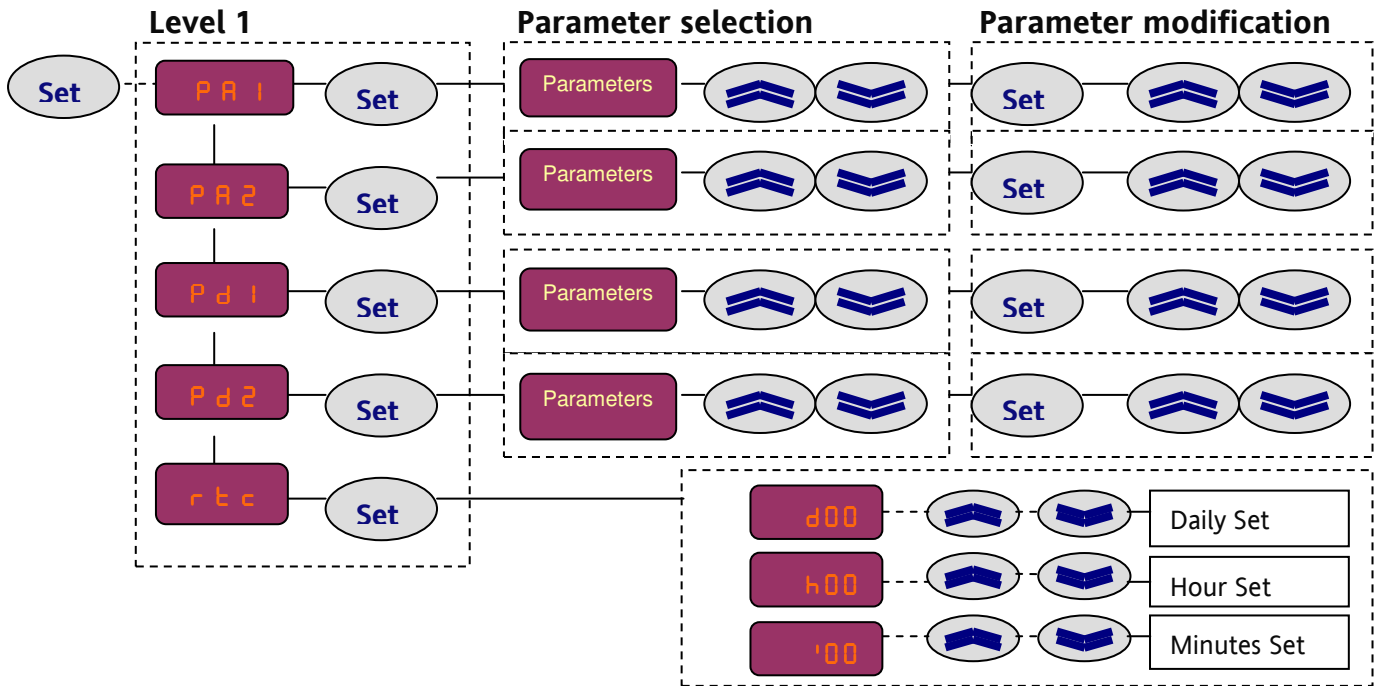 Level 1 Parameter selection Parameter modification
Set PA1 Set Parameters Set
PA2 Set Parameters Set
Pd1 Set Parameters Set
Pd2 Set Parameters Set
rtc Set
d00 Daily Set
h00 Hour Set
'00 Minutes Set